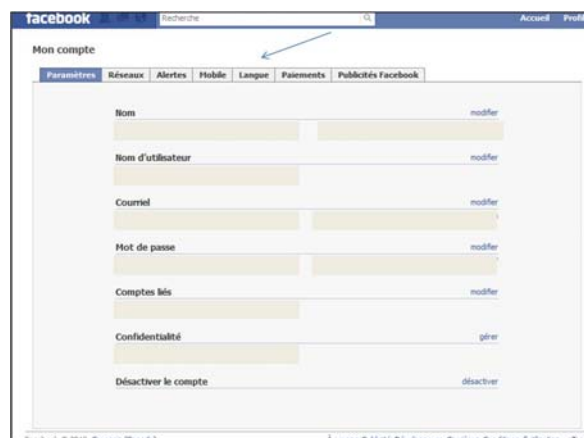 facebook Recherche Accueil Profil
Mon compte
Paramètres Réseaux Alertes Mobile Langue Paiements Publicités Facebook
Nom modifier
Nom d'utilisateur modifier
Courriel modifier
Mot de passe modifier
Comptes liés modifier
Confidentialité gérer
Désactiver le compte désactiver